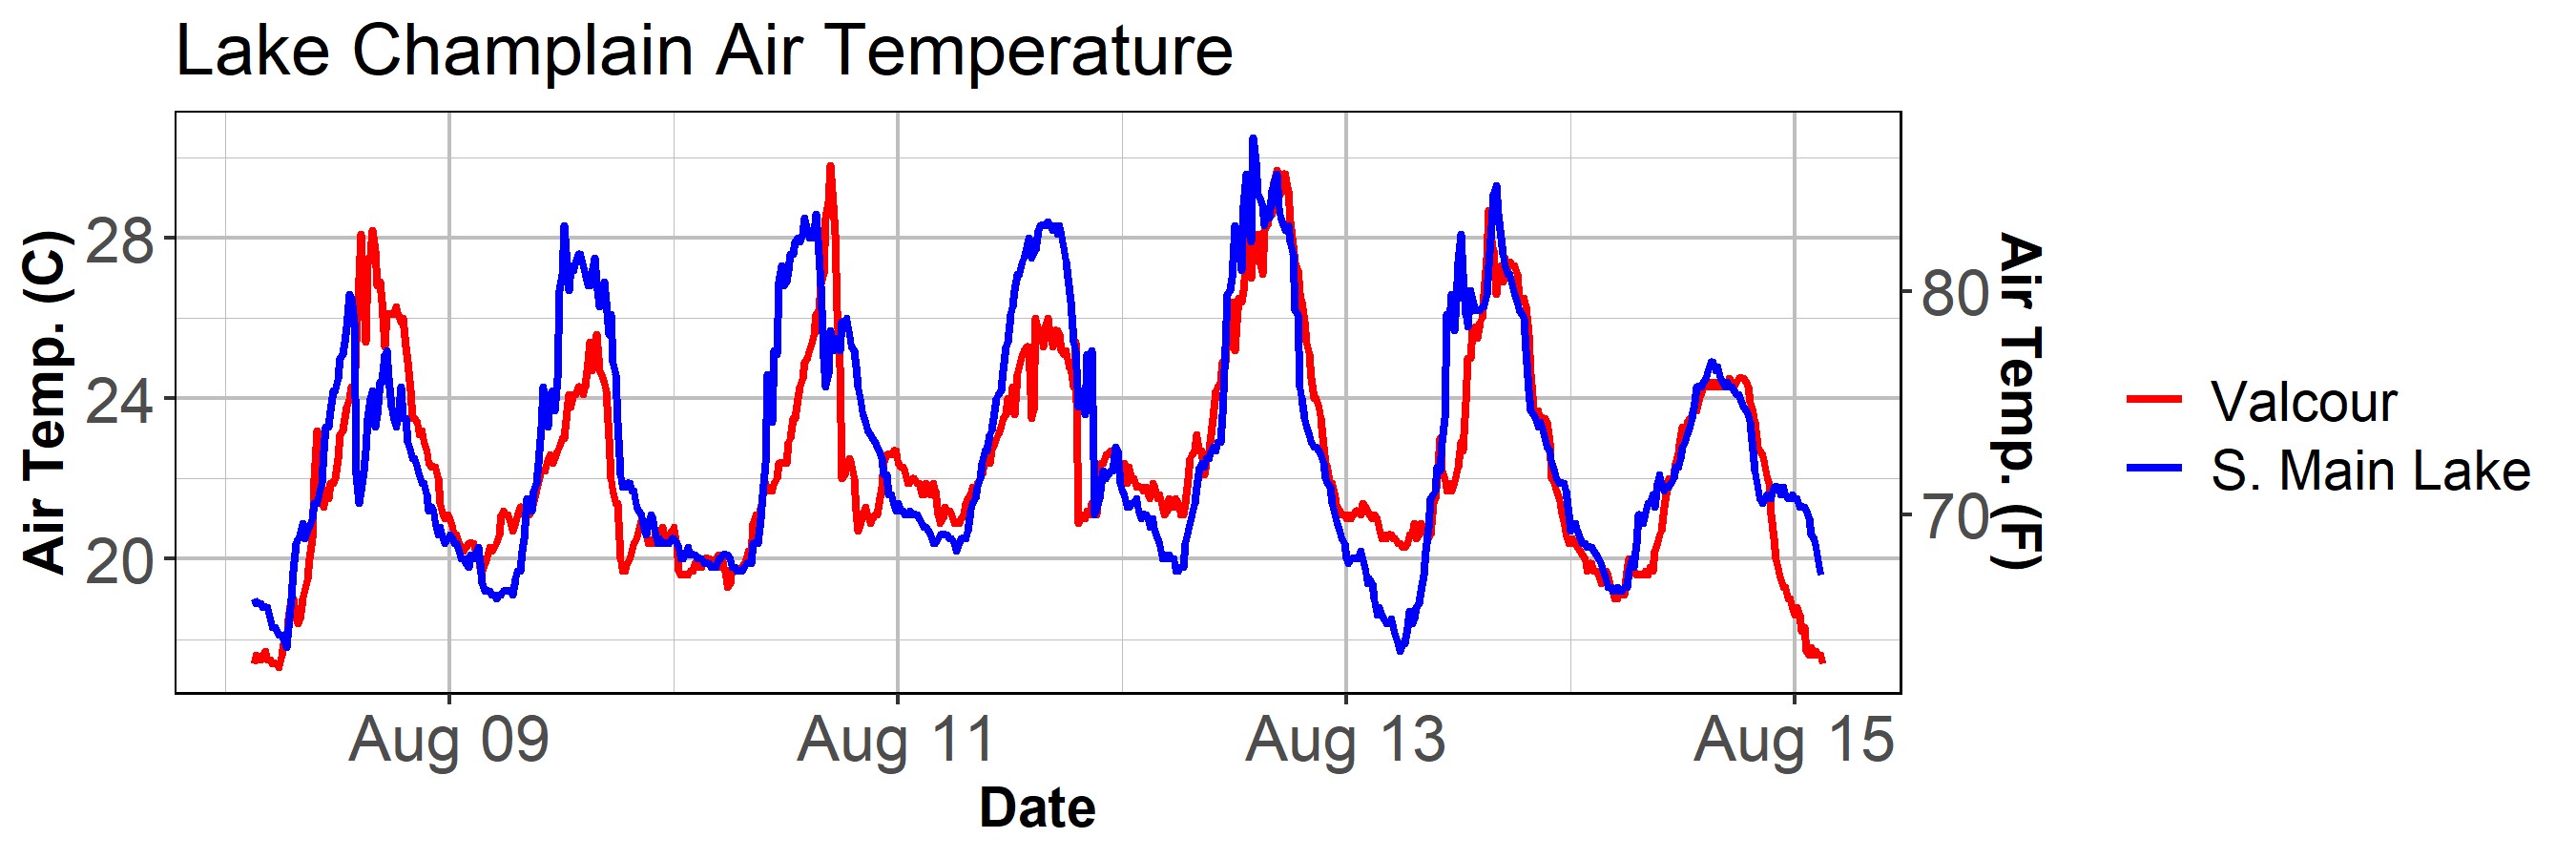 Lake Champlain Air Temperature
Air Temp. (C)
28
24
20
80
70
Air Temp. (F)
Aug 09
Aug 11
Aug 13
Aug 15
Date
Valcour
S. Main Lake